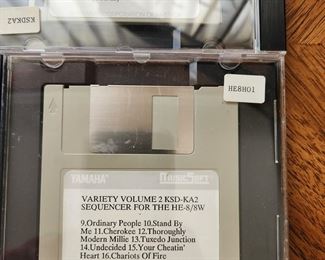 KSDKA2
HE8H01
YAMAHA MUSICSOFT
VARIETY VOLUME 2 KSD-KA2
SEQUENCER FOR THE HE-8/8W
9.Ordinary People 10.Stand By
Me 11.Cherokee 12.Thoroughly
Modern Millie 13.Tuxedo Junction
14.Undecided 15.Your Cheatin'
Heart 16.Chariots Of Fire